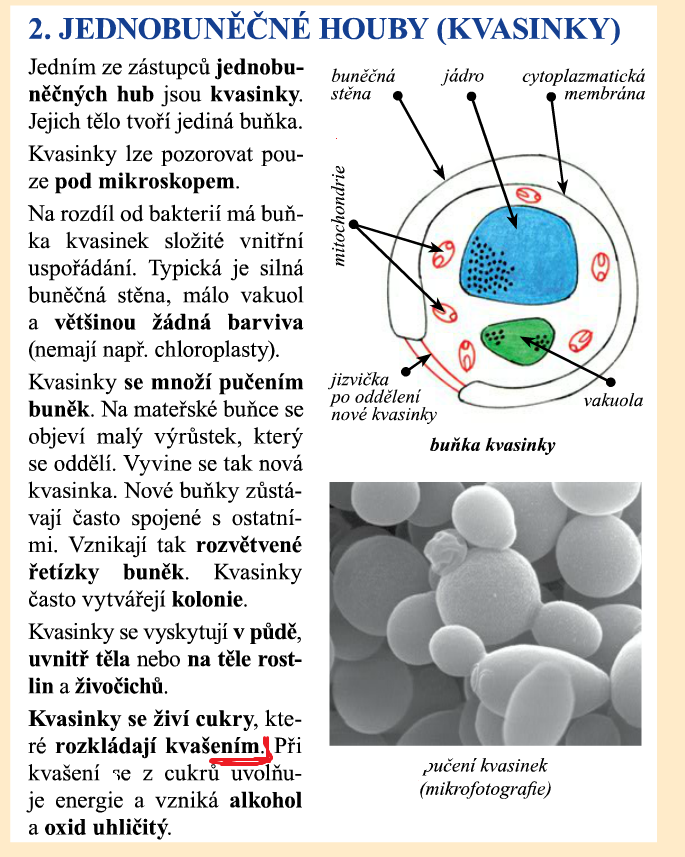 2. JEDNOBUNĚČNÉ HOUBY (KVASINKY)
Jedním ze zástupců jednobu-
něčných hub jsou kvasinky.
Jejich tělo tvoří jediná buňka.
Kvasinky lze pozorovat pou-
ze pod mikroskopem.
Na rozdíl od bakterií má buň-
ka kvasinek složité vnitřní
uspořádání. Typická je silná
buněčná stěna, málo vakuol
a většinou žádná barviva
(nemají např. chloroplasty).
Kvasinky se množí pučením
buněk. Na mateřské buňce se
objeví malý výrůstek, který
se oddělí. Vyvine se tak nová
kvasinka. Nové buňky zůstá-
vají často spojené s ostatní-
mi. Vznikají tak rozvětvené
řetízky buněk. Kvasinky
často vytvářejí kolonie.
Kvasinky se vyskytují v půdě,
uvnitř těla nebo na těle rost-
lin a živočichů.
Kvasinky se živí cukry, kte-
ré rozkládají kvašením. Při
kvašení se z cukrů uvolňu-
je energie a vzniká alkohol
a oxid uhličitý.
buněčná
stěna
jádro
cytoplazmatická
membrána
mitochondrie
jizvička
po oddělení
nové kvasinky
vakuola
buňka kvasinky
pučení kvasinek
(mikrofotografie)